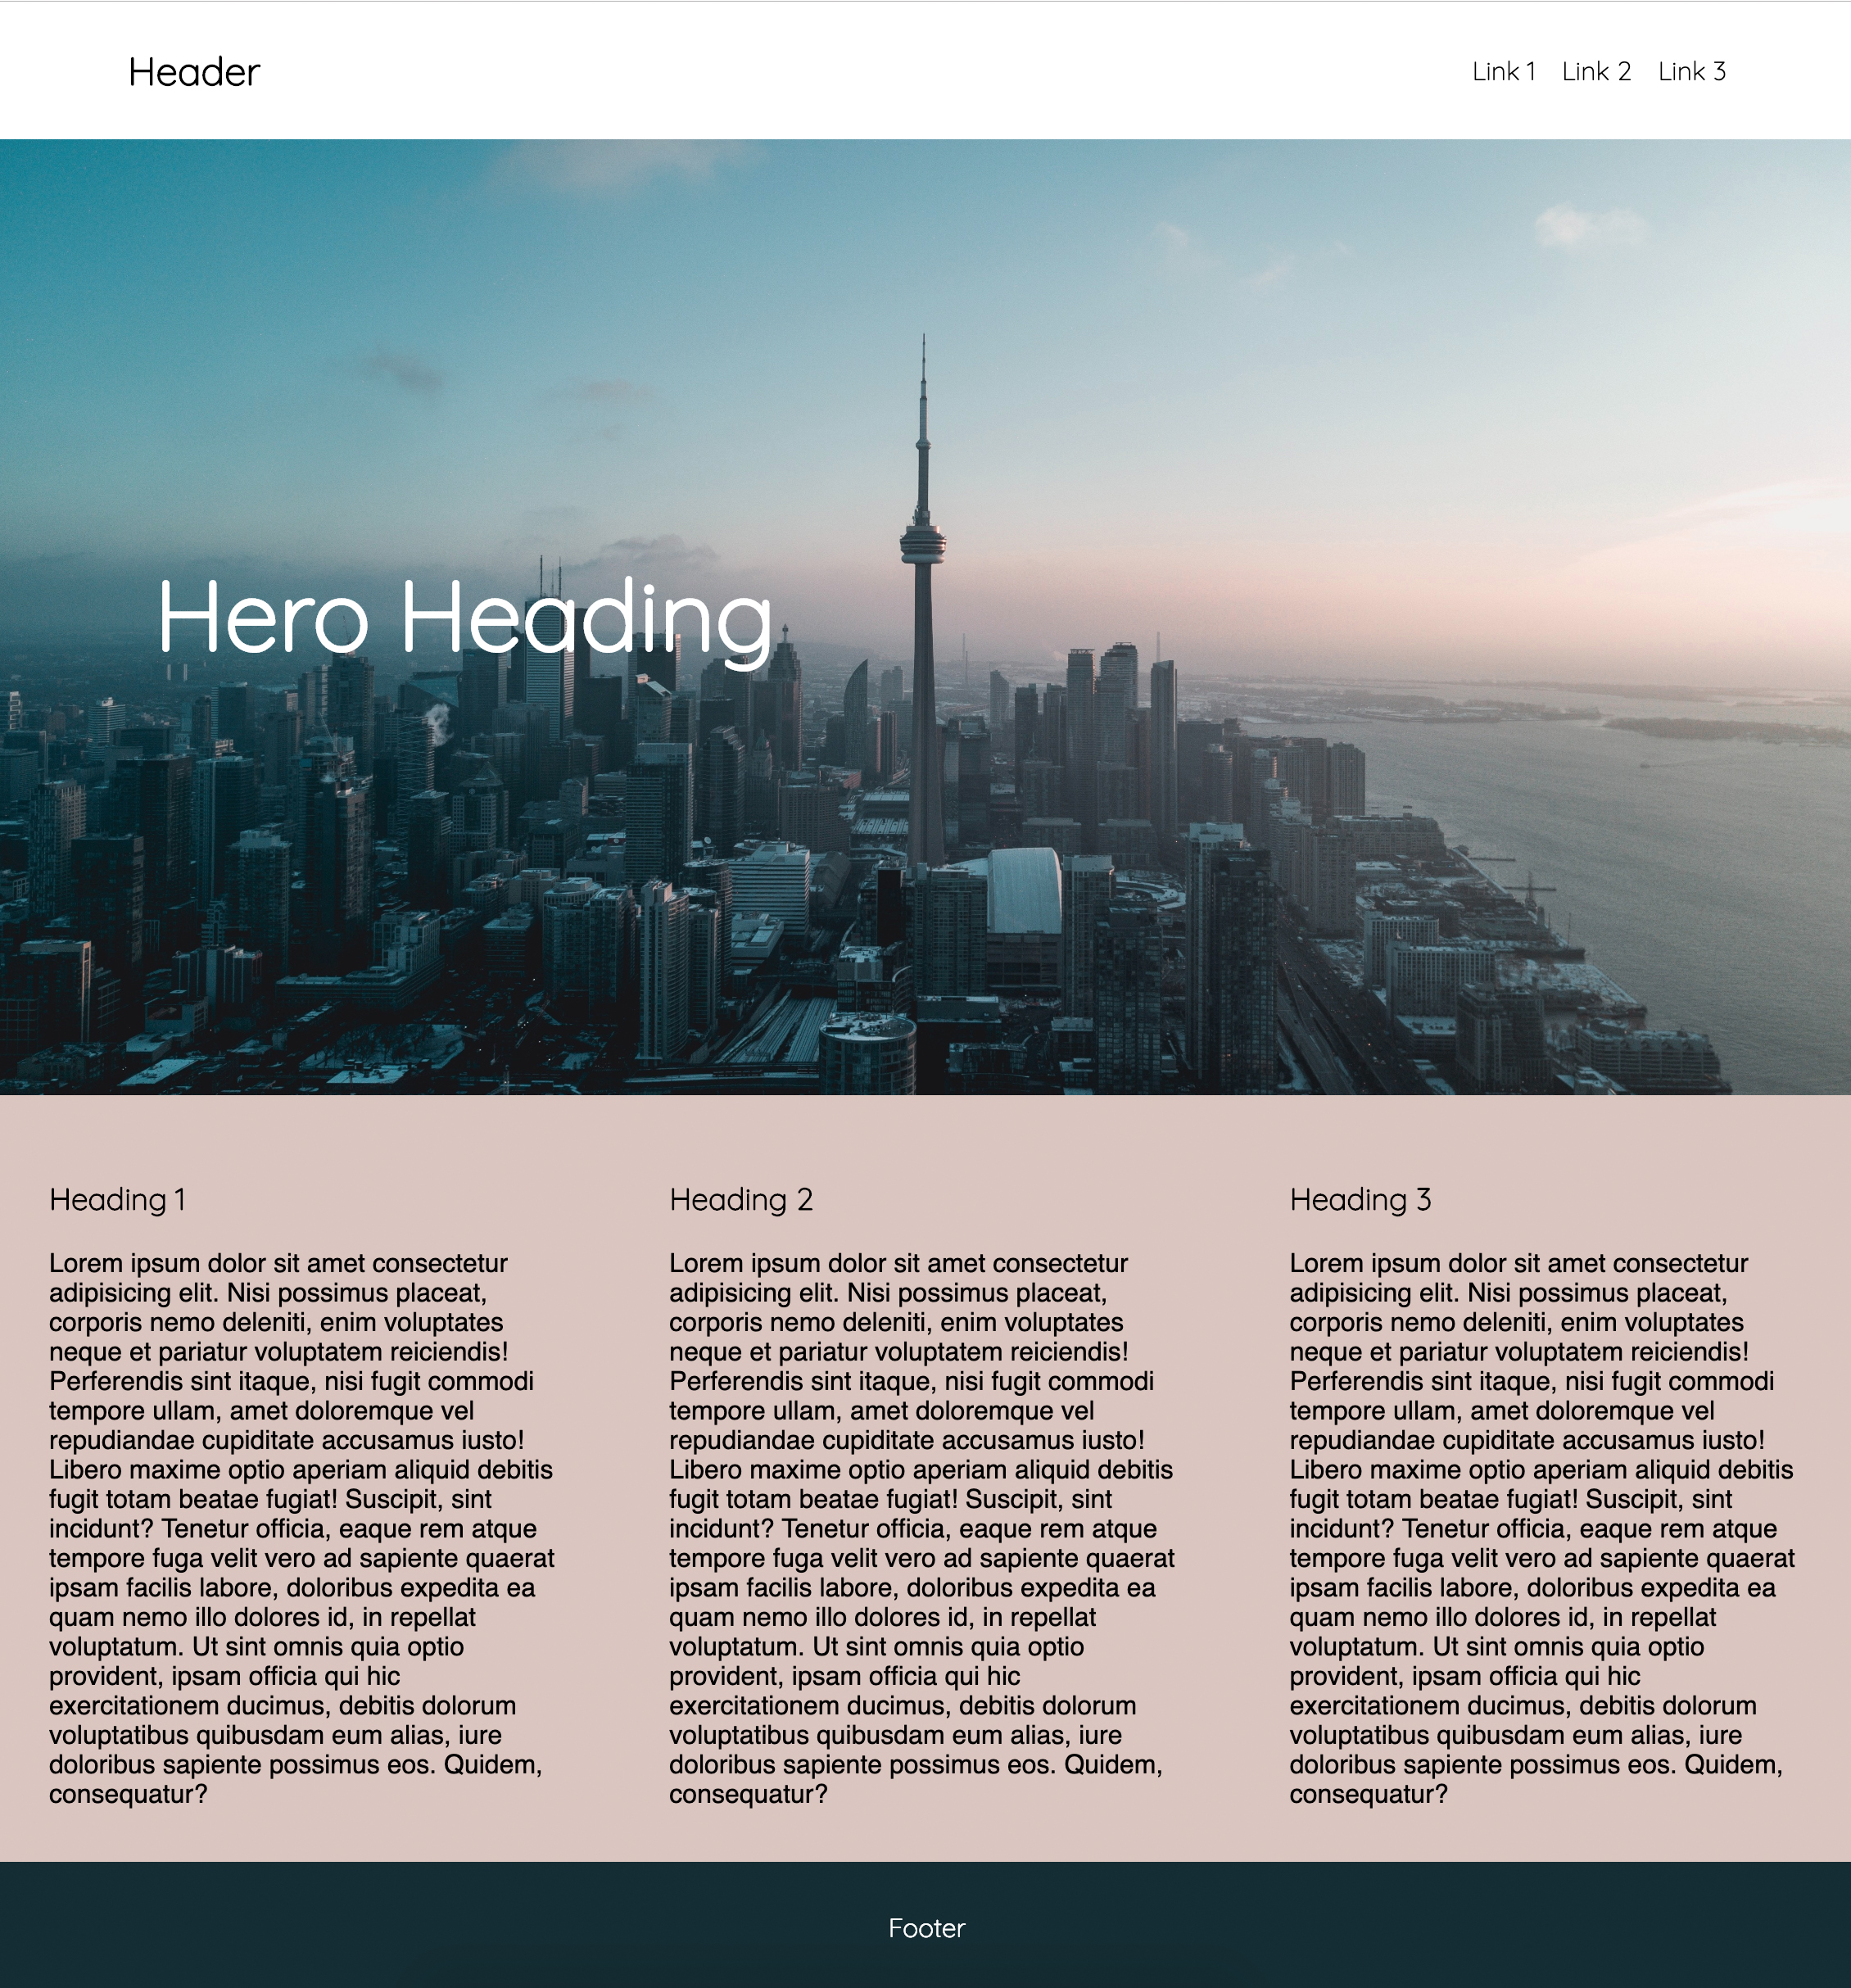 Header
Link 1 Link 2 Link 3
Hero Heading
Heading 1
Lorem ipsum dolor sit amet consectetur
adipisicing elit. Nisi possimus placeat,
corporis nemo deleniti, enim voluptates
neque et pariatur voluptatem reiciendis!
Perferendis sint itaque, nisi fugit commodi
tempore ullam, amet doloremque vel
repudiandae cupiditate accusamus iusto!
Libero maxime optio aperiam aliquid debitis
fugit totam beatae fugiat! Suscipit, sint
incidunt? Tenetur officia, eaque rem atque
tempore fuga velit vero ad sapiente quaerat
ipsam facilis labore, doloribus expedita ea
quam nemo illo dolores id, in repellat
voluptatum. Ut sint omnis quia optio
provident, ipsam officia qui hic
exercitationem ducimus, debitis dolorum
voluptatibus quibusdam eum alias, iure
doloribus sapiente possimus eos. Quidem,
consequatur?
Heading 2
Lorem ipsum dolor sit amet consectetur
adipisicing elit. Nisi possimus placeat,
corporis nemo deleniti, enim voluptates
neque et pariatur voluptatem reiciendis!
Perferendis sint itaque, nisi fugit commodi
tempore ullam, amet doloremque vel
repudiandae cupiditate accusamus iusto!
Libero maxime optio aperiam aliquid debitis
fugit totam beatae fugiat! Suscipit, sint
incidunt? Tenetur officia, eaque rem atque
tempore fuga velit vero ad sapiente quaerat
ipsam facilis labore, doloribus expedita ea
quam nemo illo dolores id, in repellat
voluptatum. Ut sint omnis quia optio
provident, ipsam officia qui hic
exercitationem ducimus, debitis dolorum
voluptatibus quibusdam eum alias, iure
doloribus sapiente possimus eos. Quidem,
consequatur?
Heading 3
Lorem ipsum dolor sit amet consectetur
adipisicing elit. Nisi possimus placeat,
corporis nemo deleniti, enim voluptates
neque et pariatur voluptatem reiciendis!
Perferendis sint itaque, nisi fugit commodi
tempore ullam, amet doloremque vel
repudiandae cupiditate accusamus iusto!
Libero maxime optio aperiam aliquid debitis
fugit totam beatae fugiat! Suscipit, sint
incidunt? Tenetur officia, eaque rem atque
tempore fuga velit vero ad sapiente quaerat
ipsam facilis labore, doloribus expedita ea
quam nemo illo dolores id, in repellat
voluptatum. Ut sint omnis quia optio
provident, ipsam officia qui hic
exercitationem ducimus, debitis dolorum
voluptatibus quibusdam eum alias, iure
doloribus sapiente possimus eos. Quidem,
consequatur?
Footer